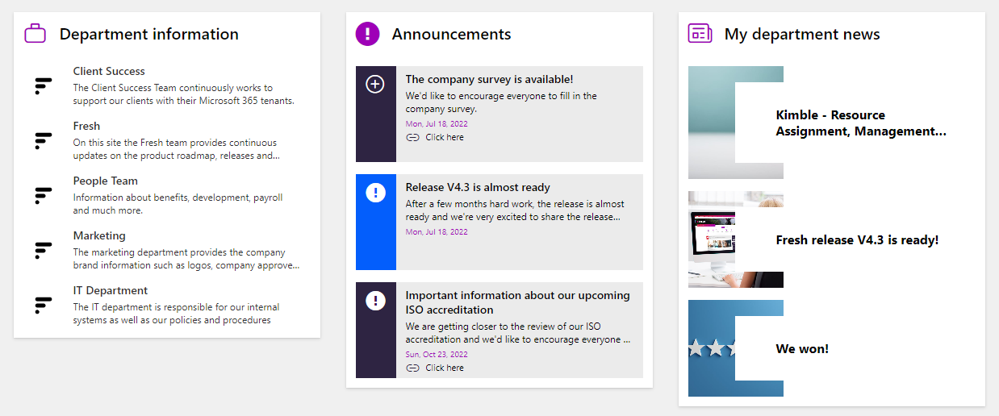 Department information
Client Success
The Client Success Team continuously works to
support our clients with their Microsoft 365 tenants.
Fresh
On this site the Fresh team provides continuous
updates on the product roadmap, releases and...
People Team
Information about benefits, development, payroll
and much more.
Marketing
The marketing department provides the company
brand information such as logos, company approve...
IT Department
The IT department is responsible for our internal
systems as well as our policies and procedures
Announcements
The company survey is available!
We'd like to encourage everyone to fill in the
company survey.
Mon, Jul 18, 2022
Click here
Release V4.3 is almost ready
After a few months hard work, the release is almost
ready and we're very excited to share the release...
Mon, Jul 18, 2022
Important information about our upcoming
ISO accreditation
We are getting closer to the review of our ISO
accreditation and we'd like to encourage everyone ...
Sun, Oct 23, 2022
Click here
My department news
Kimble - Resource
Assignment, Management...
Fresh release V4.3 is ready!
We won!